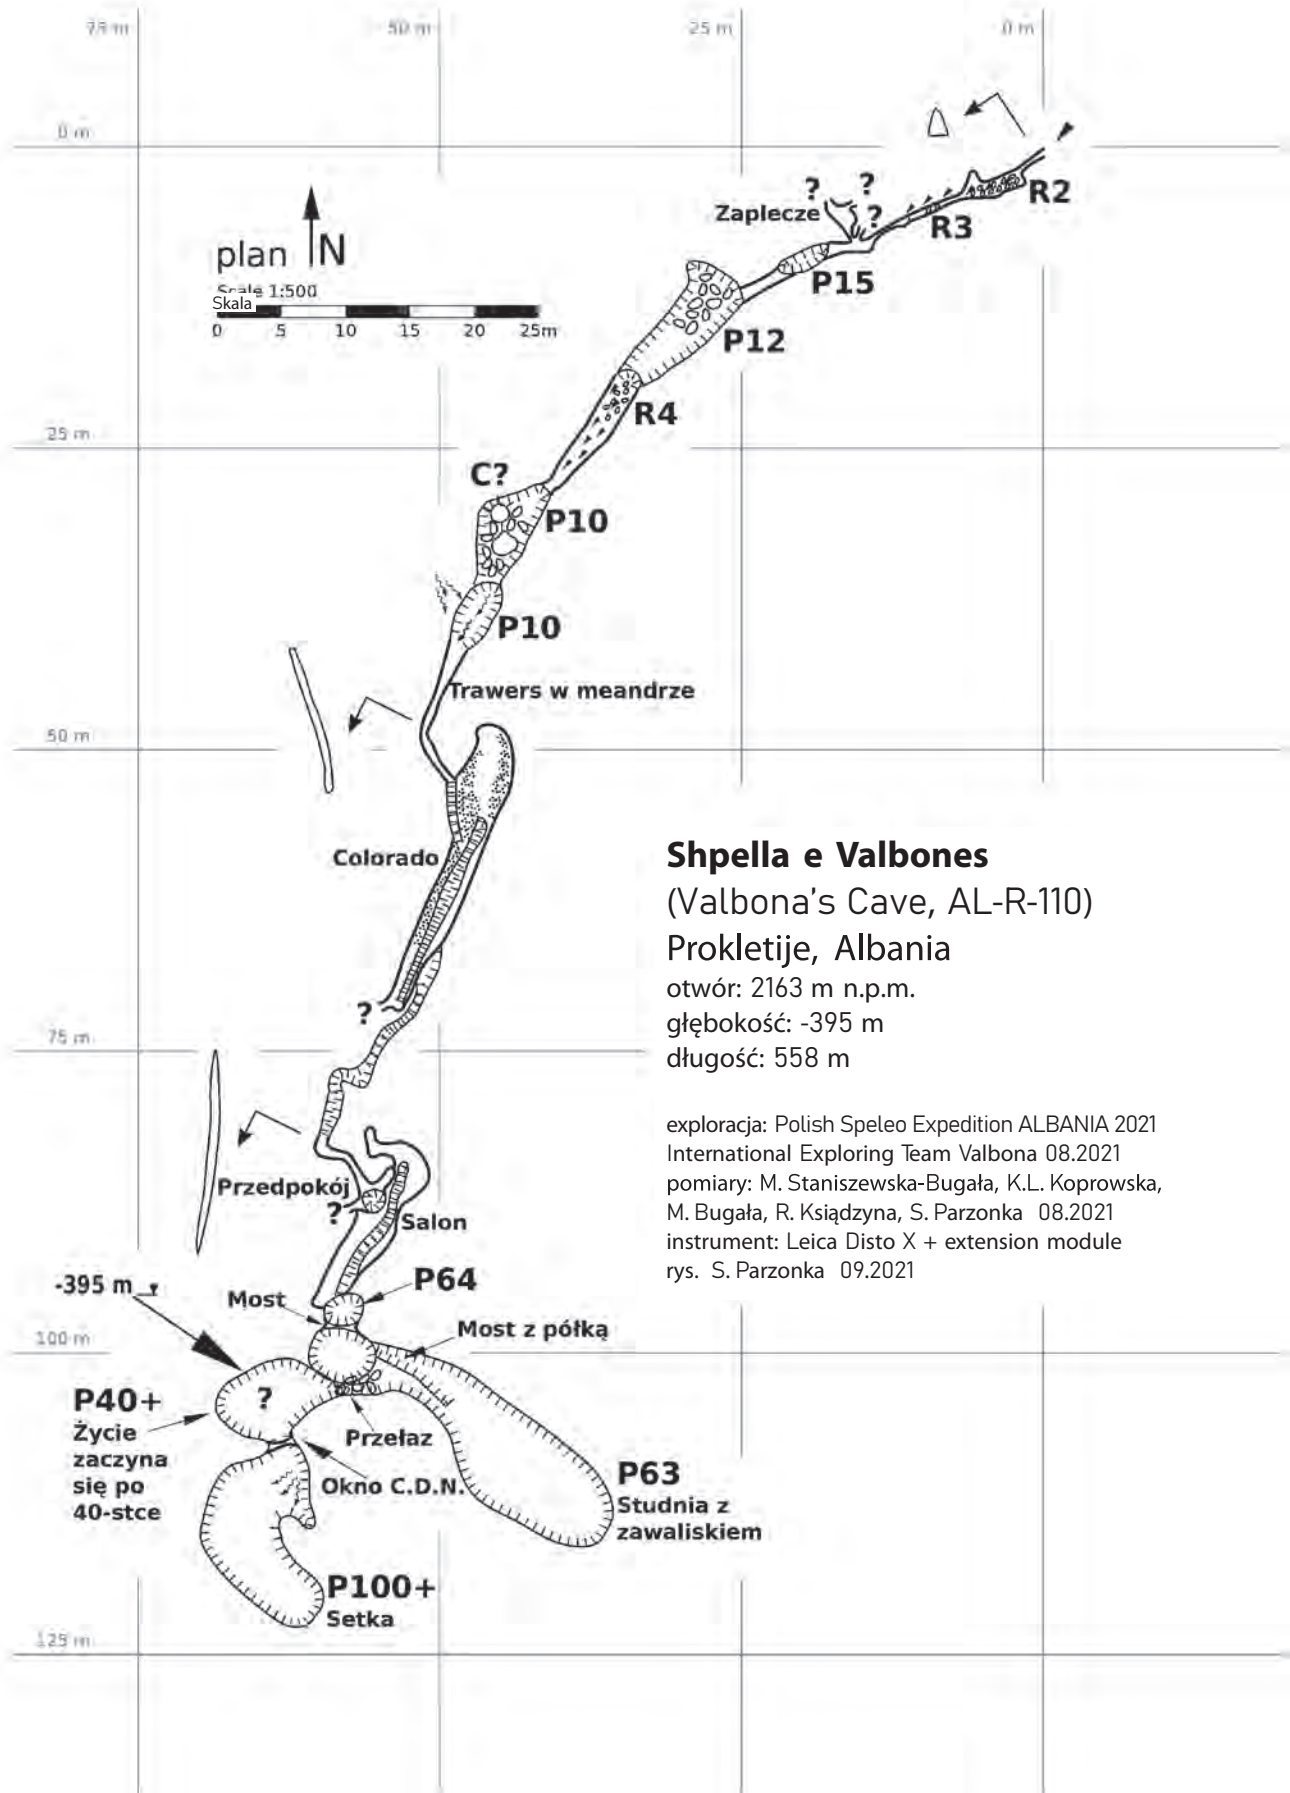 75 m
50 m
25 m
0 m
0 m
?
?
?
Zaplecze
R2
R3
P15
plan
N
Scale 1:500
Skala
0 5 10 15 20 25m
P12
R4
25 m
C?
P10
P10
Trawers w meandrze
50 m
Colorado
Shpella e Valbones
(Valbona's Cave, AL-R-110)
Prokletije, Albania
otwór: 2163 m n.p.m.
głębokość: -395 m
długość: 558 m
?
75 m
exploracja: Polish Speleo Expedition ALBANIA 2021
International Exploring Team Valbona 08.2021
pomiary: M. Staniszewska-Bugała, K.L. Koprowska,
M. Bugała, R. Książyna, S. Parzonka 08.2021
instrument: Leica Disto X + extension module
rys. S. Parzonka 09.2021
Przedpokój
?
Salon
-395 m
P64
Most
Most z półką
100 m
P40+
Życie
zaczyna
się po
40-stce
?
Przełaz
Okno C.D.N.
P63
Studnia z
zawaliskiem
P100+
Setka
125 m